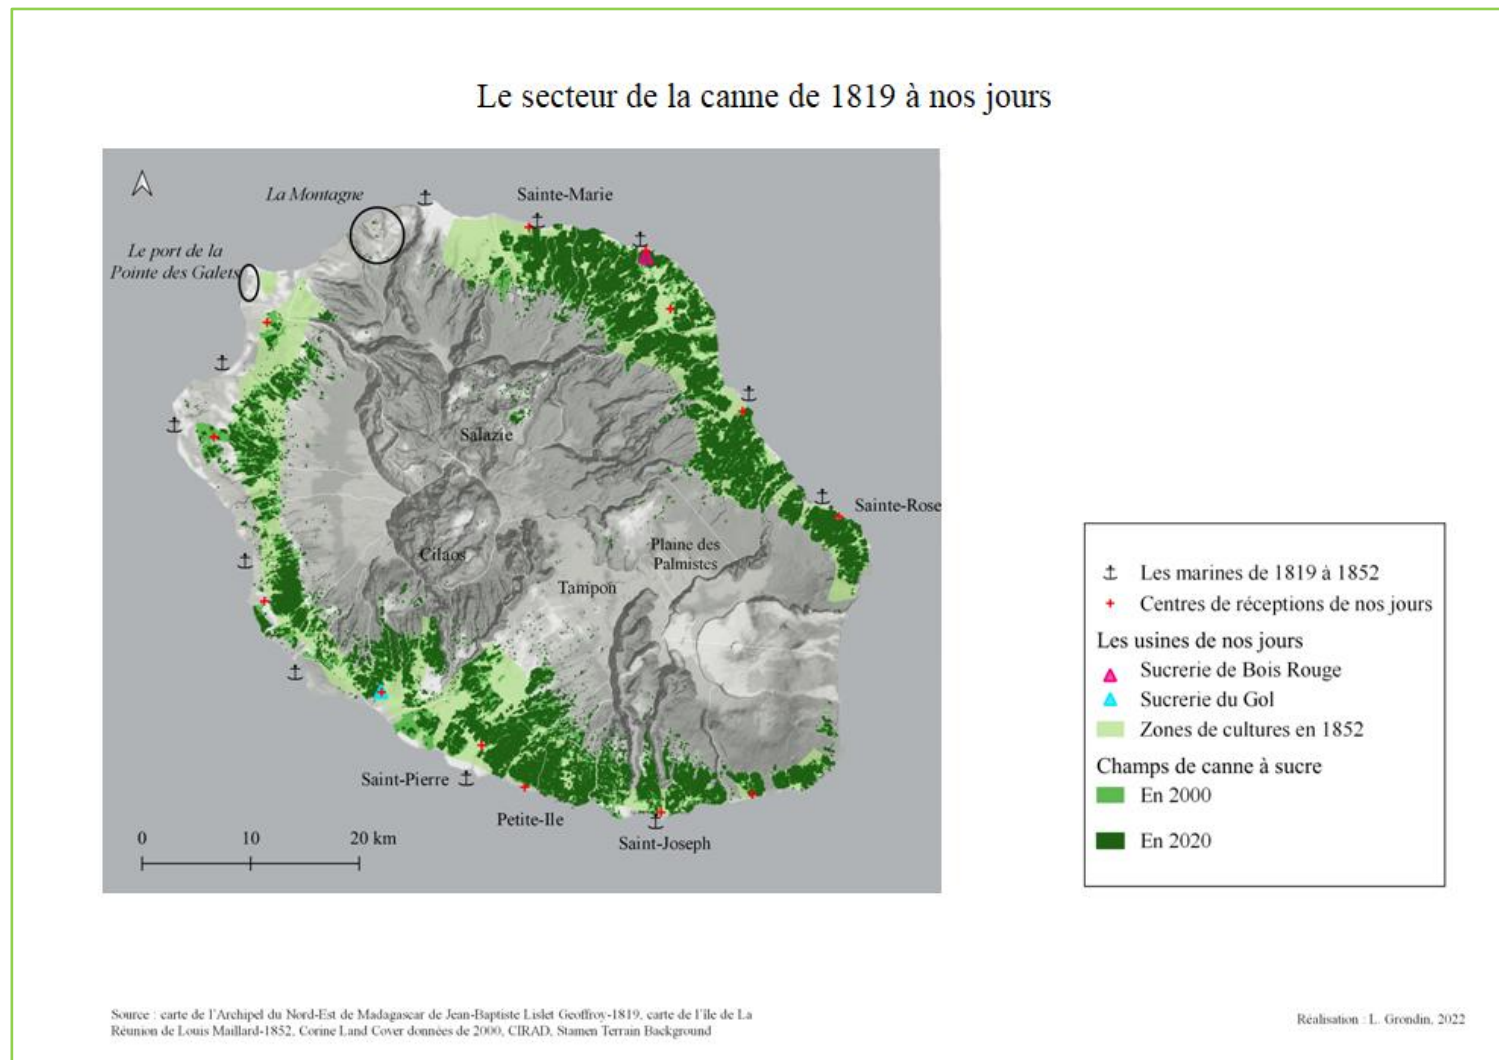 Le secteur de la canne de 1819 à nos jours
La Montagne
Sainte-Marie
Le port de la
Pointe des Galets
Salazie
Sainte-Rose
Cilaos
Plaine des
Palmistes
Tampon
Saint-Pierre
Petite-Ile
Saint-Joseph
0 10 20 km
Les marines de 1819 à 1852
Centres de réceptions de nos jours
Les usines de nos jours
Sucrerie de Bois Rouge
Sucrerie du Gol
Zones de cultures en 1852
Champs de canne à sucre
En 2000
En 2020
Source : carte de l'Archipel du Nord-Est de Madagascar de Jean-Baptiste Lislet Geoffroy-1819, carte de l'île de La
Réunion de Louis Maillard-1852, Corine Land Cover données de 2000, CIRAD, Stamen Terrain Background
Réalisation : L. Grondin, 2022